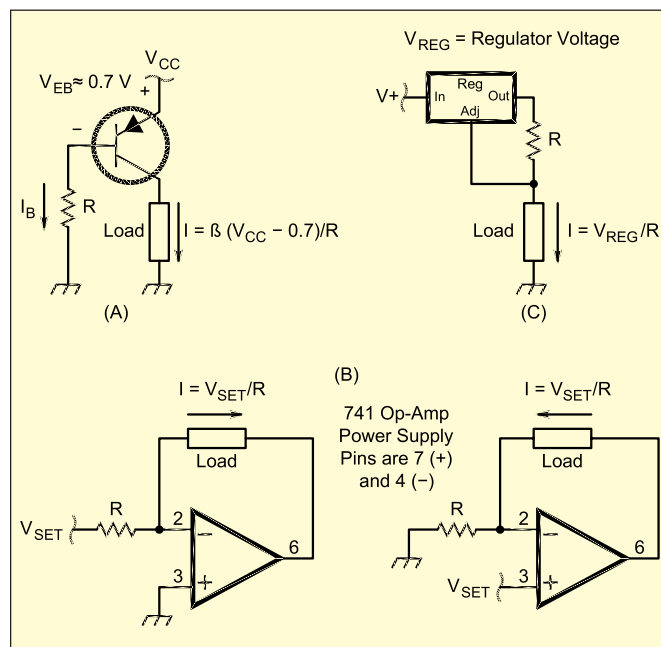 V_CC
V_EB ≈ 0.7 V
+
−
I_B
R
Load
I = ß (V_CC − 0.7)/R
(A)
V_REG = Regulator Voltage
V+
In
Reg
Out
Adj
R
Load
I = V_REG/R
(C)
(B)
I = V_SET/R
Load
R
V_SET
2
−
3
+
6
741 Op-Amp
Power Supply
Pins are 7 (+)
and 4 (−)
I = V_SET/R
Load
R
2
−
V_SET
3
+
6